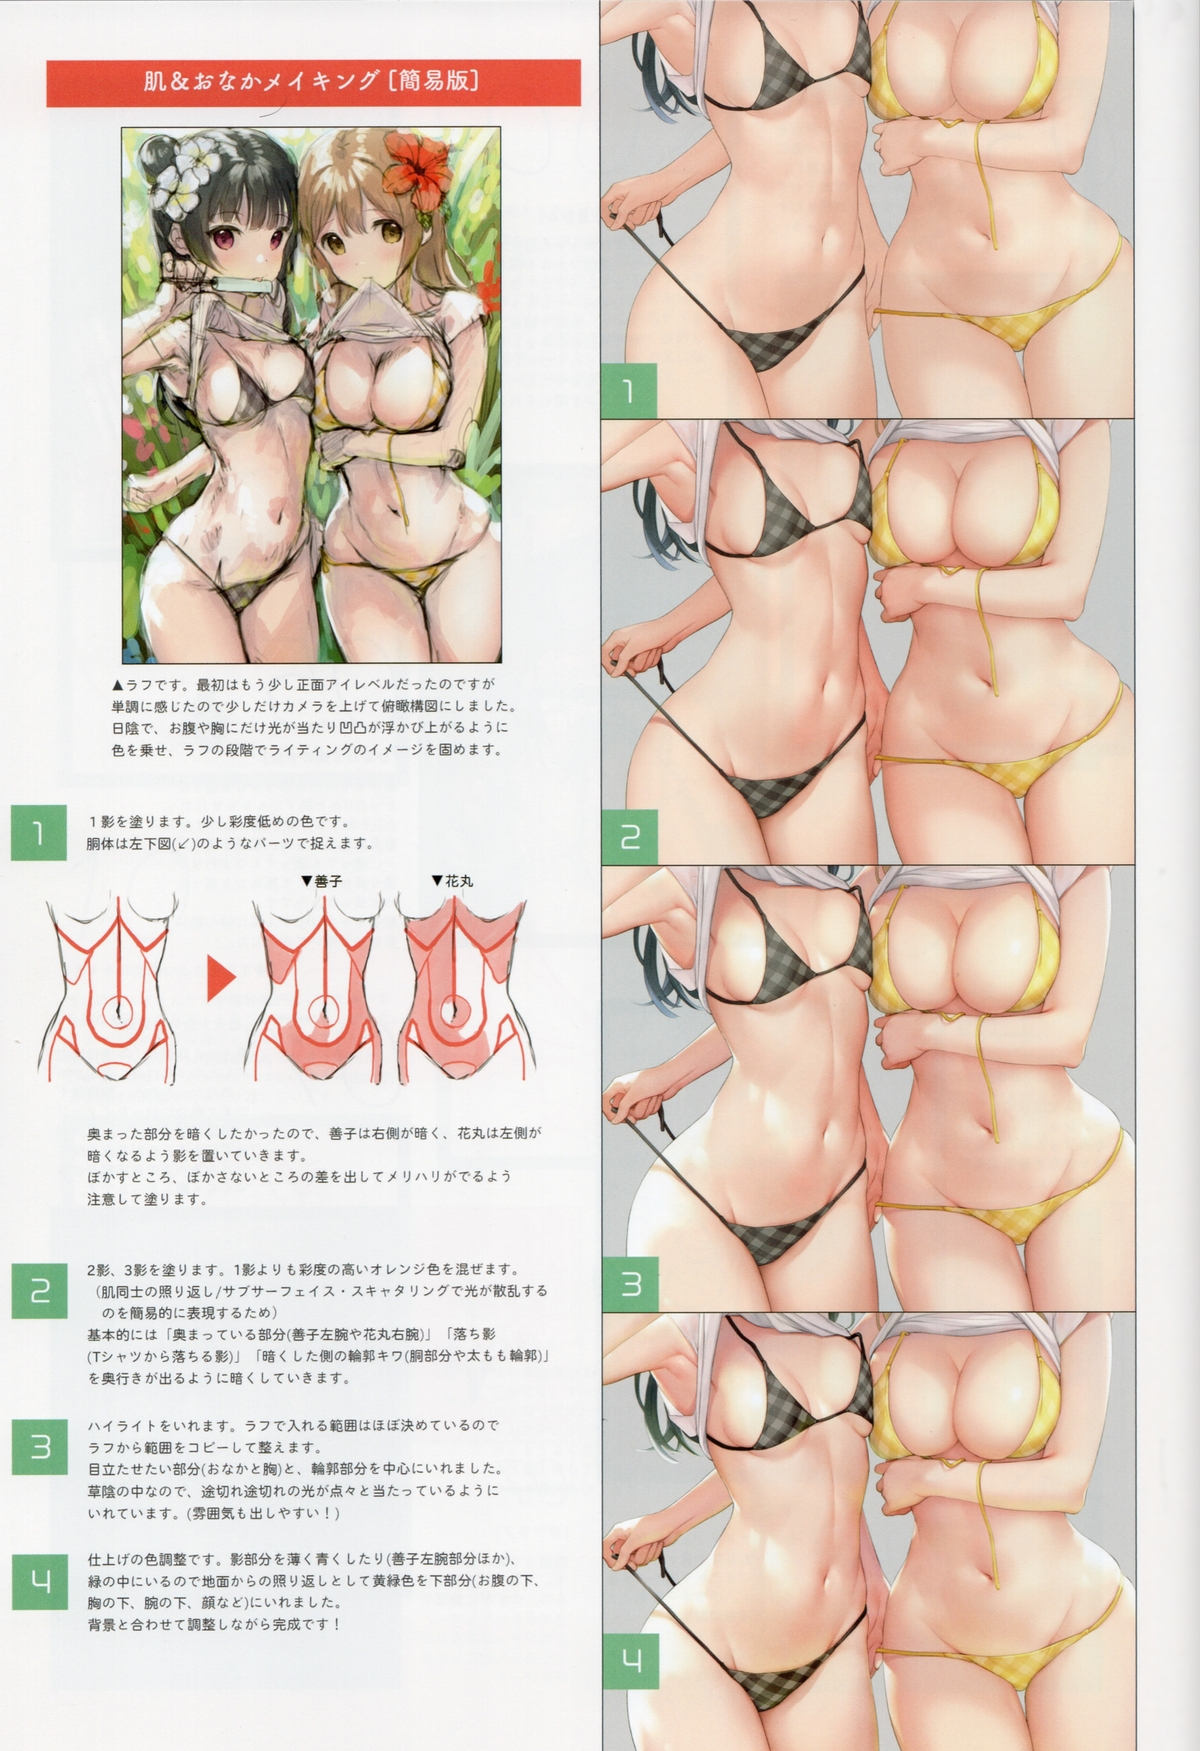 肌&おなかメイキング [簡易版]
▲ラフです。最初はもう少し正面アイレベルだったのですが
単調に感じたので少しだけカメラを上げて俯瞰構図にしました。
日陰で、お腹や胸にだけ光が当たり凹凸が浮かび上がるように
色を乗せ、ラフの段階でライティングのイメージを固めます。
1
１影を塗ります。少し彩度低めの色です。
胴体は左下図(↙)のようなパーツで捉えます。
▼善子
▼花丸
奥まった部分を暗くしたかったので、善子は右側が暗く、花丸は左側が
暗くなるよう影を置いていきます。
ぼかすところ、ぼかさないところの差を出してメリハリがでるよう
注意して塗ります。
2
2影、3影を塗ります。1影よりも彩度の高いオレンジ色を混ぜます。
（肌同士の照り返し/サブサーフェイス・スキャタリングで光が散乱する
のを簡易的に表現するため）
基本的には「奥まっている部分(善子左腕や花丸右腕)」「落ち影
(Tシャツから落ちる影)」「暗くした側の輪郭キワ(胴部分や太もも輪郭)」
を奥行きが出るように暗くしていきます。
3
ハイライトをいれます。ラフで入れる範囲はほぼ決めているので
ラフから範囲をコピーして整えます。
目立たせたい部分(おなかと胸)と、輪郭部分を中心にいれました。
草陰の中なので、途切れ途切れの光が点々と当たっているように
いれています。(雰囲気も出しやすい！)
4
仕上げの色調整です。影部分を薄く青くしたり(善子左腕部分ほか)、
緑の中にいるので地面からの照り返しとして黄緑色を下部分(お腹の下、
胸の下、腕の下、顔など)にいれました。
背景と合わせて調整しながら完成です！
1
2
3
4